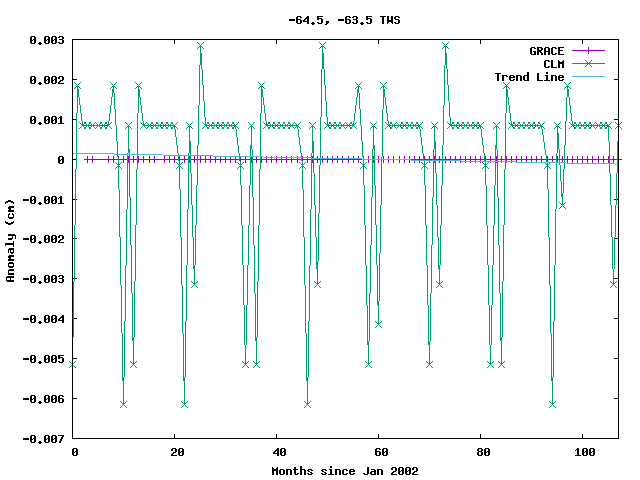 -64.5, -63.5 TWS
GRACE
CLM
Trend Line
0.003
0.002
0.001
0
-0.001
-0.002
-0.003
-0.004
-0.005
-0.006
-0.007
Anomaly (cm)
0 20 40 60 80 100
Months since Jan 2002